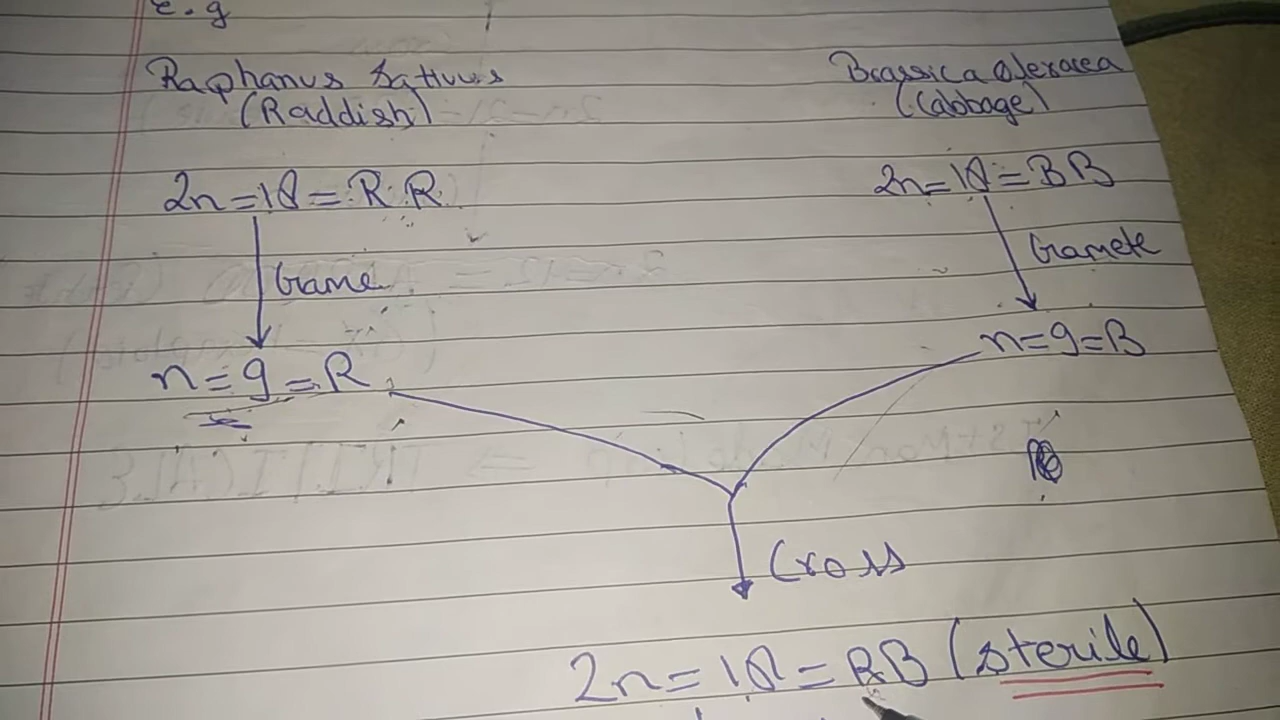 e.g
Raphanus Sativus
(Raddish)
Brassica Oleracea
(Cabbage)
2n=18=RR
2n=18=BB
Game
Gamete
n=9=R
n=9=B
Cross
2n=18=RB (sterile)